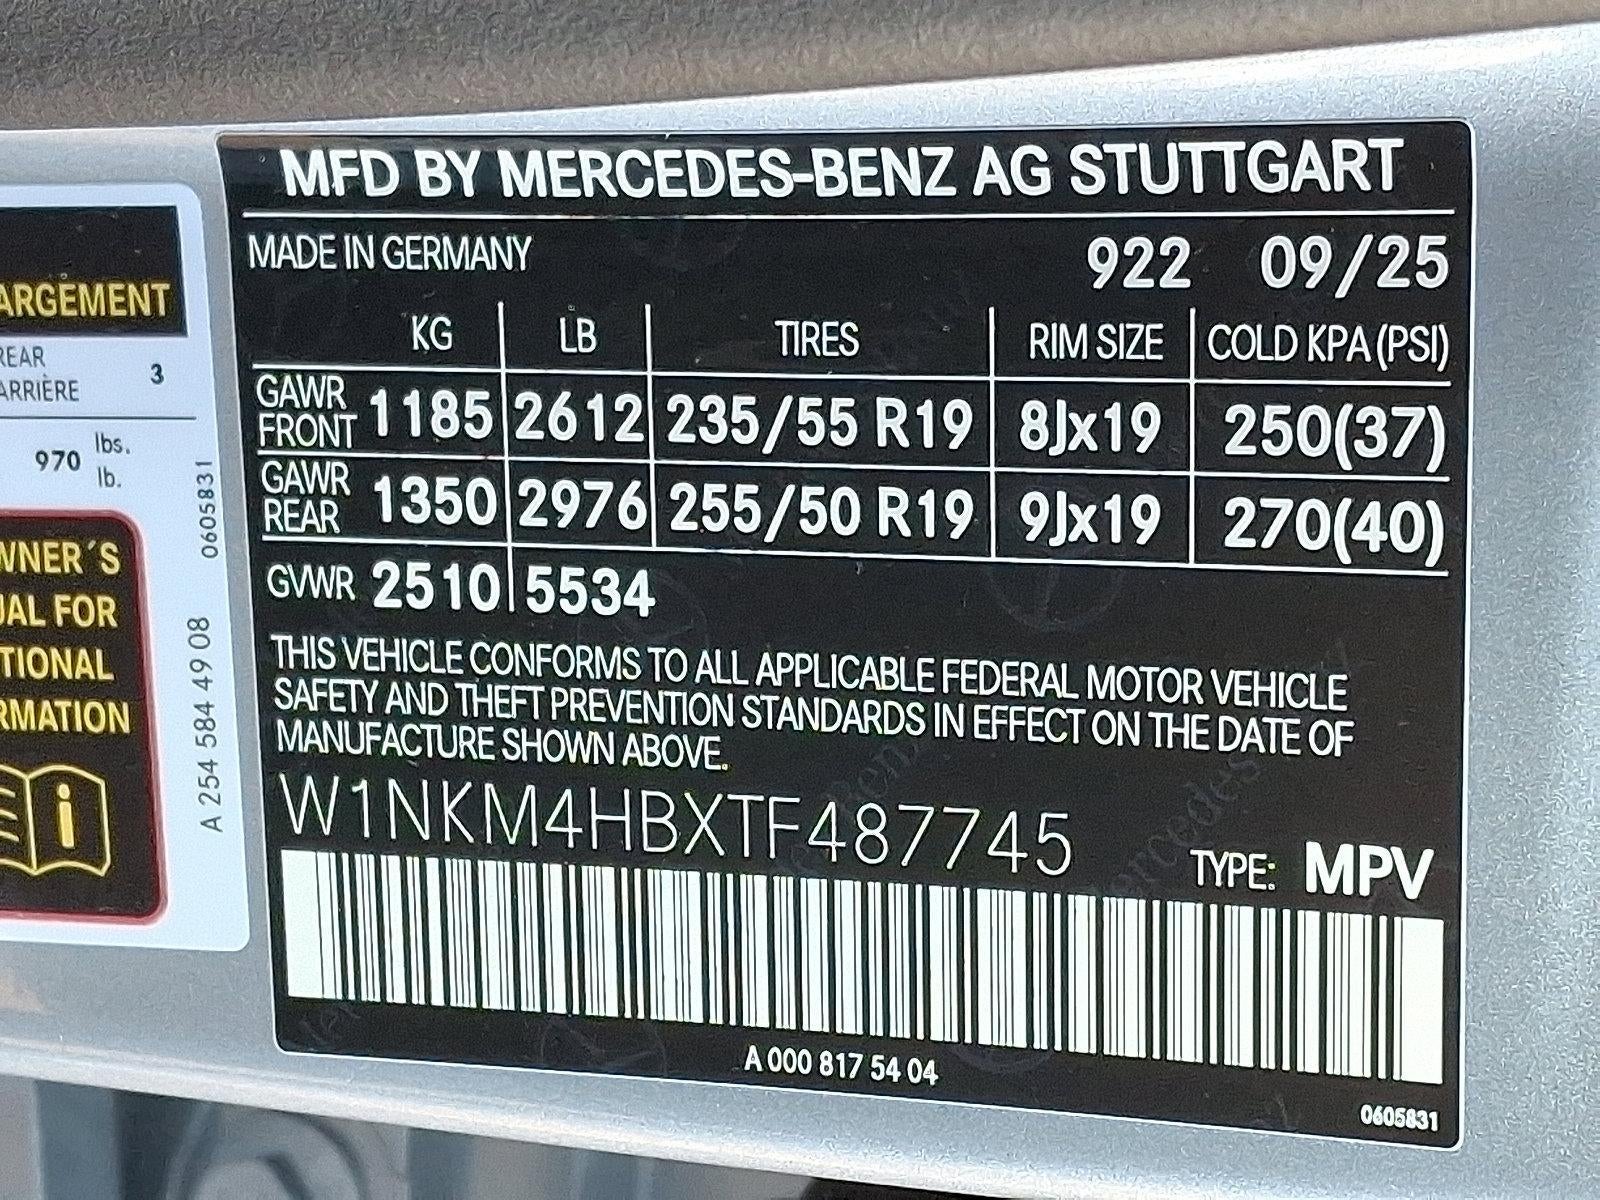 ARGEMENT
REAR
ARRIÈRE 3
970 lbs.
lb.
WNER´S
UAL FOR
TIONAL
RMATION
A 254 584 49 08 0605831
MFD BY MERCEDES-BENZ AG STUTTGART
MADE IN GERMANY 922 09/25
KG LB TIRES RIM SIZE COLD KPA (PSI)
GAWR FRONT 1185 2612 235/55 R19 8Jx19 250(37)
GAWR REAR 1350 2976 255/50 R19 9Jx19 270(40)
GVWR 2510 5534
THIS VEHICLE CONFORMS TO ALL APPLICABLE FEDERAL MOTOR VEHICLE
SAFETY AND THEFT PREVENTION STANDARDS IN EFFECT ON THE DATE OF
MANUFACTURE SHOWN ABOVE.
W1NKM4HBXTF487745
TYPE: MPV
A 000 817 54 04
0605831